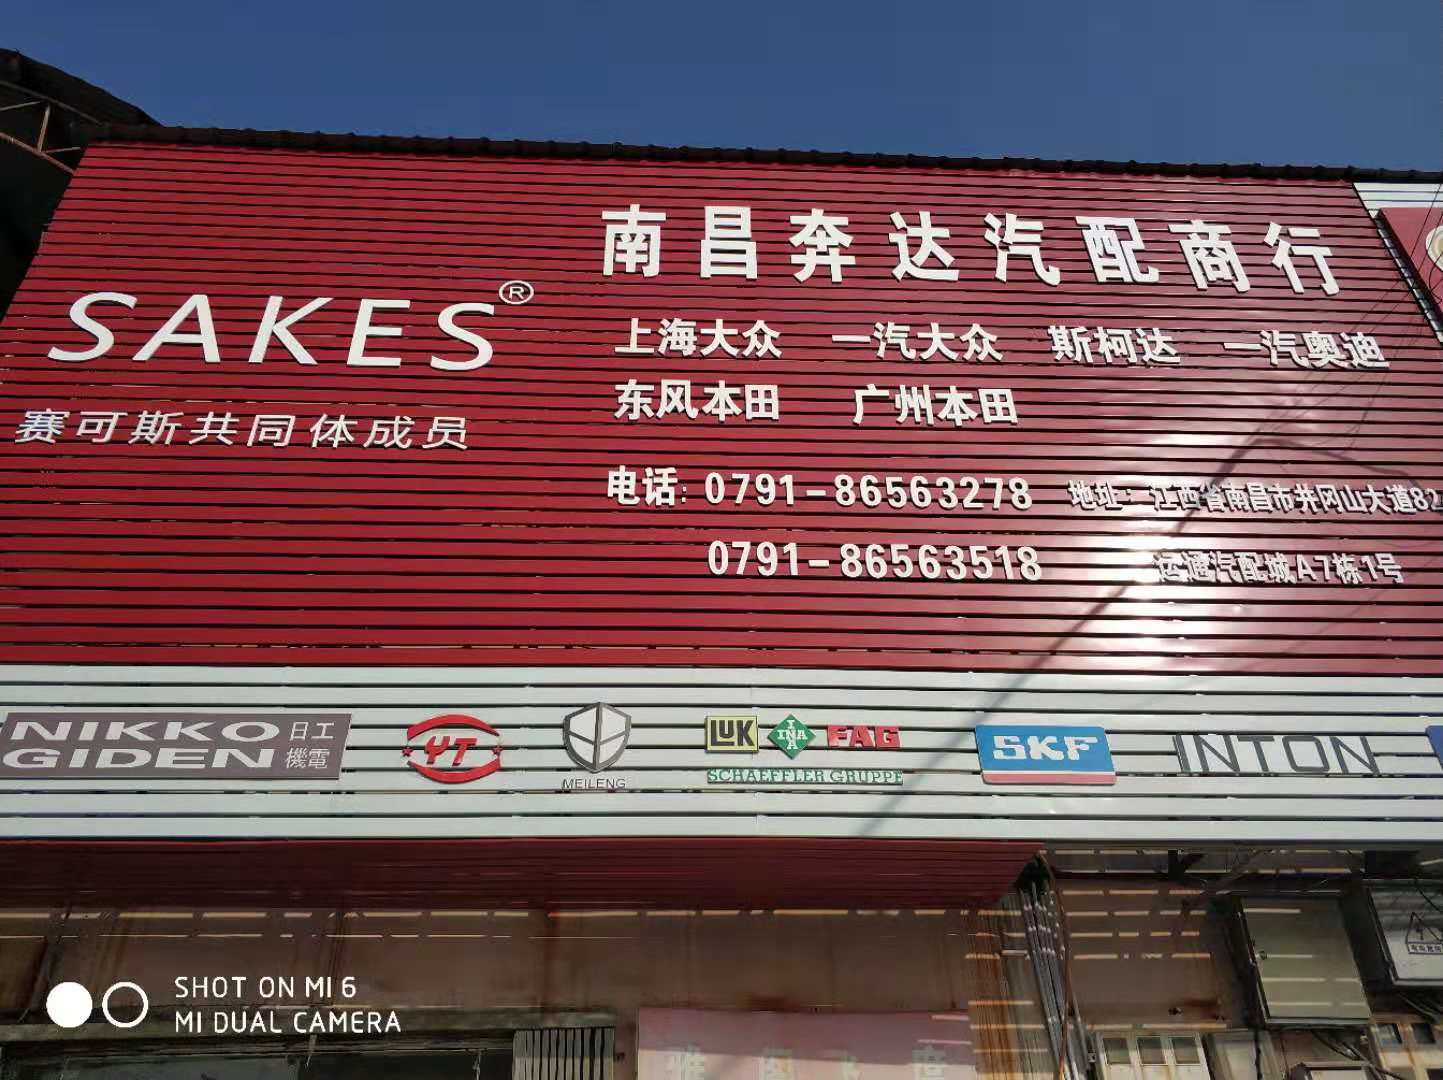 南昌奔达汽配商行
SAKES®
上海大众 一汽大众 斯柯达 一汽奥迪
东风本田 广州本田
赛可斯共同体成员
电话: 0791-86563278 地址: 江西省南昌市井冈山大道82
0791-86563518 运通汽配城A7栋1号
NIKKO 日工
GIDEN 機電
YT
MEILENG
LUK INA INA FAG
SCHAEFFLER GRUPPE
SKF
INTON
SHOT ON MI 6
MI DUAL CAMERA